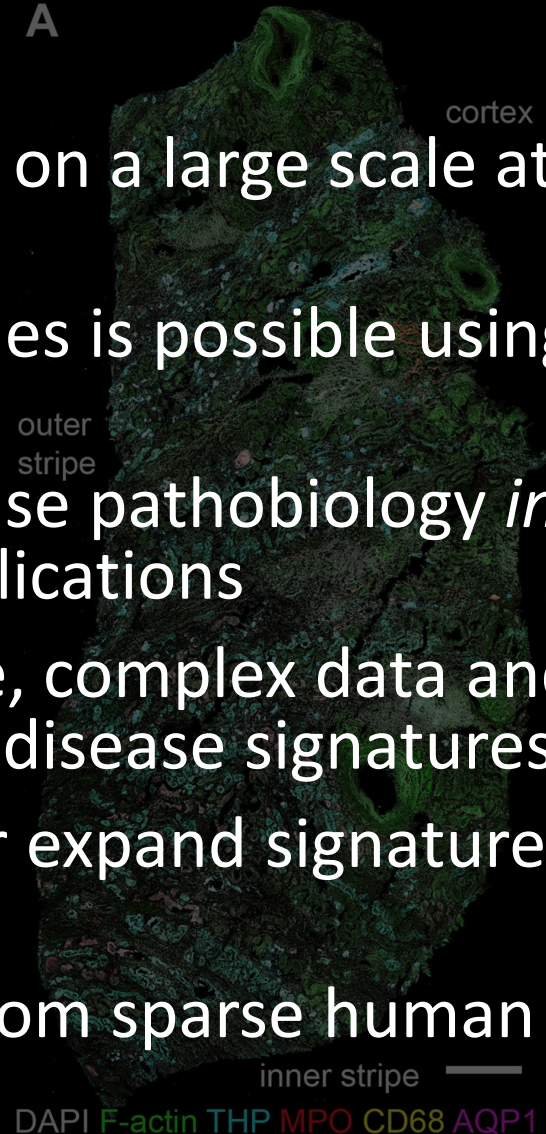 A
cortex
on a large scale at
es is possible using
outer
stripe
se pathobiology in
lications
e, complex data and
disease signatures
r expand signature
om sparse human
inner stripe
DAPI F-actin THP MPO CD68 AQP1